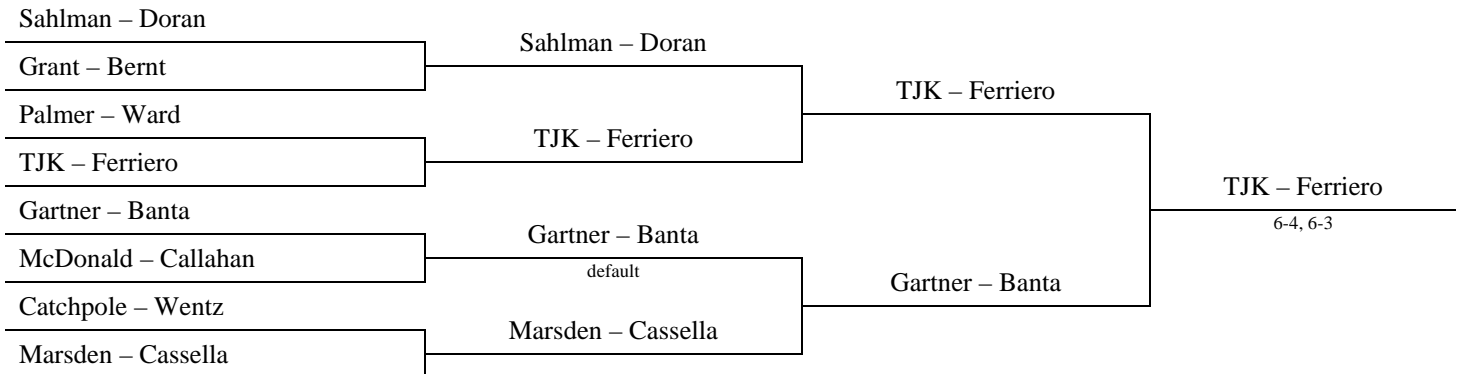 Sahlman – Doran
Grant – Bernt
Palmer – Ward
TJK – Ferriero
Gartner – Banta
McDonald – Callahan
Catchpole – Wentz
Marsden – Cassella
Sahlman – Doran
TJK – Ferriero
Gartner – Banta
default
Marsden – Cassella
TJK – Ferriero
Gartner – Banta
TJK – Ferriero
6-4, 6-3